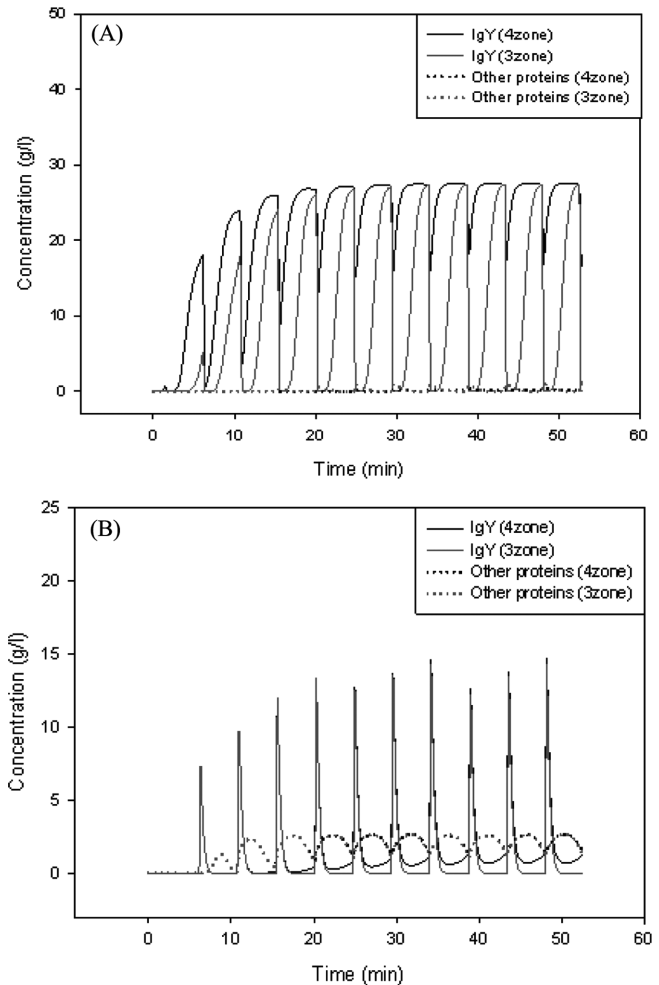 (A)
50
40
30
20
10
0
Concentration (g/l)
IgY (4zone)
IgY (3zone)
Other proteins (4zone)
Other proteins (3zone)
0 10 20 30 40 50 60
Time (min)
(B)
25
20
15
10
5
0
Concentration (g/l)
IgY (4zone)
IgY (3zone)
Other proteins (4zone)
Other proteins (3zone)
0 10 20 30 40 50 60
Time (min)